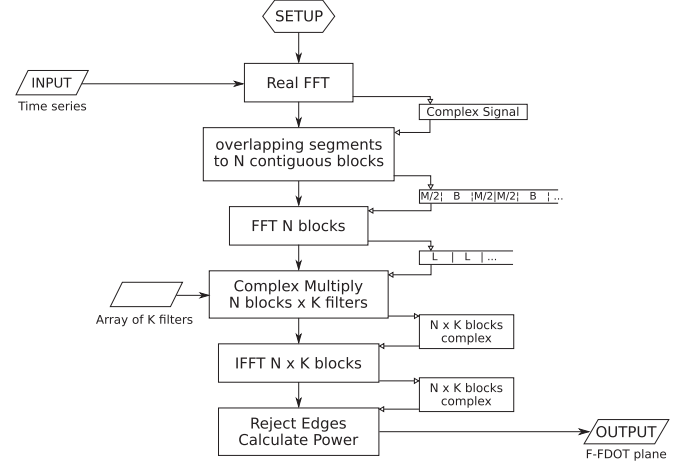 SETUP
INPUT
Time series
Real FFT
Complex Signal
overlapping segments
to N contiguous blocks
M/2¦ B ¦M/2|M/2¦ B ¦ ...
FFT N blocks
L | L | ...
Complex Multiply
N blocks x K filters
Array of K filters
N x K blocks
complex
IFFT N x K blocks
N x K blocks
complex
Reject Edges
Calculate Power
OUTPUT
F-FDOT plane